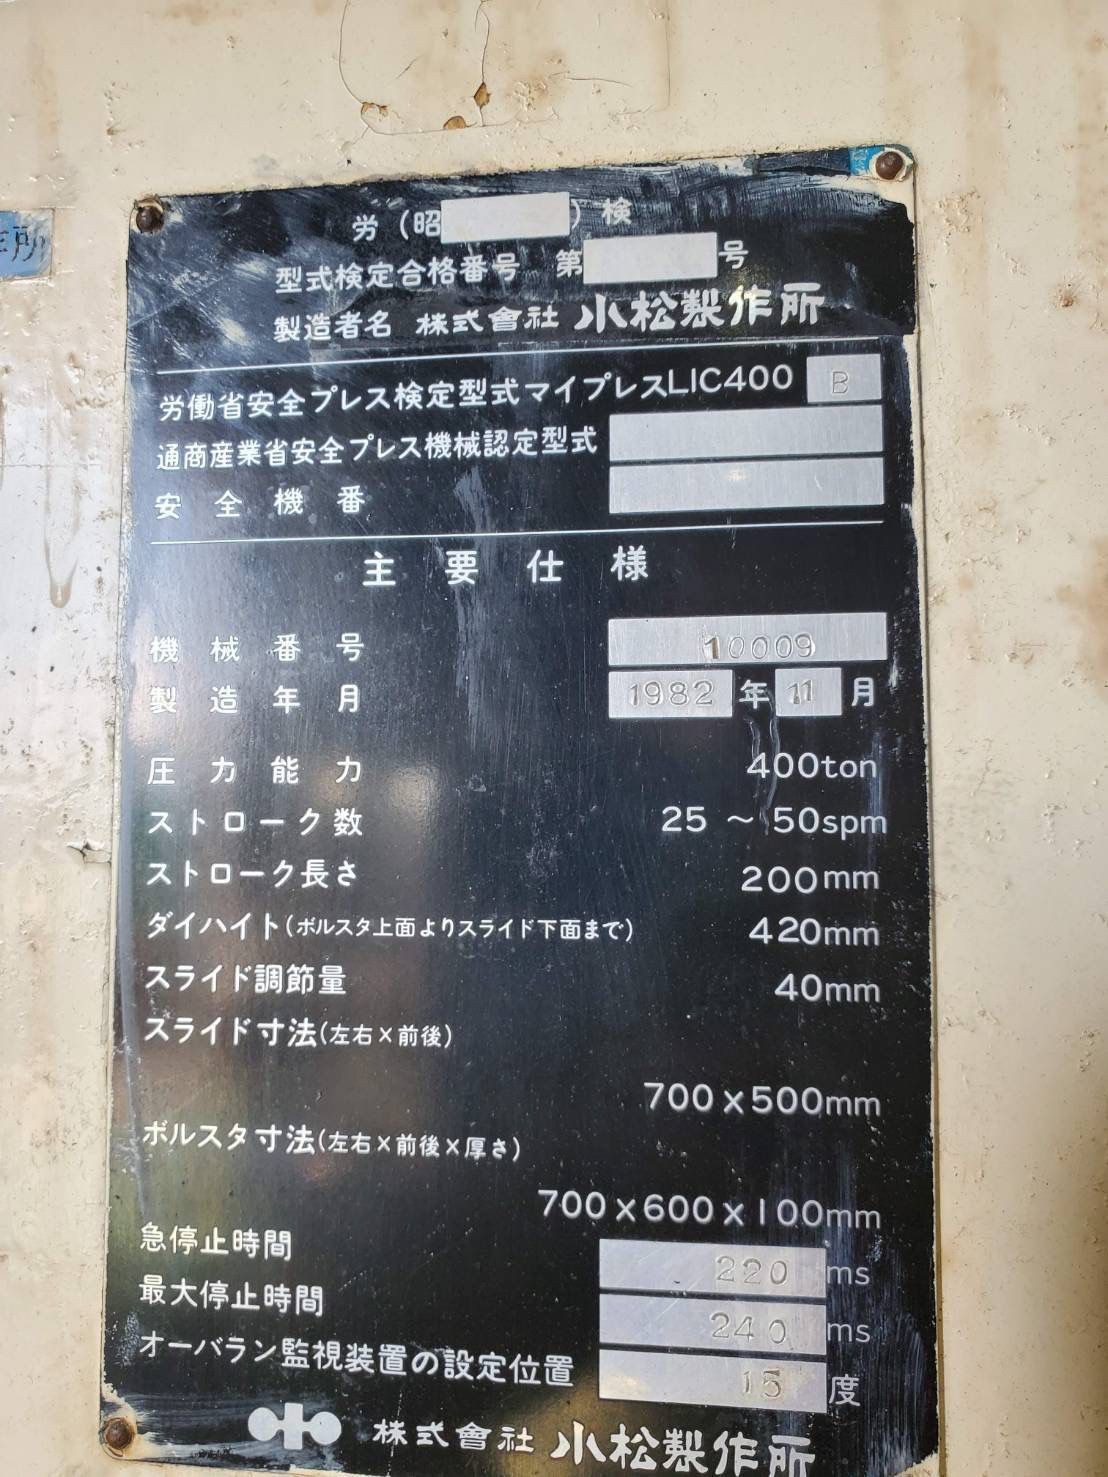 労（昭　　　）検
型式検定合格番号 第　　　号
製造者名 株式會社 小松製作所
労働省安全プレス検定型式マイプレスLIC400 B
通商産業省安全プレス機械認定型式
安全機番
主要仕様
機械番号 10009
製造年月 1982年11月
圧力能力 400ton
ストローク数 25～50spm
ストローク長さ 200mm
ダイハイト(ボルスタ上面よりスライド下面まで) 420mm
スライド調節量 40mm
スライド寸法(左右×前後)
700x500mm
ボルスタ寸法(左右×前後×厚さ)
700x600x100mm
急停止時間 220 ms
最大停止時間 240 ms
オーバラン監視装置の設定位置 15 度
株式會社 小松製作所